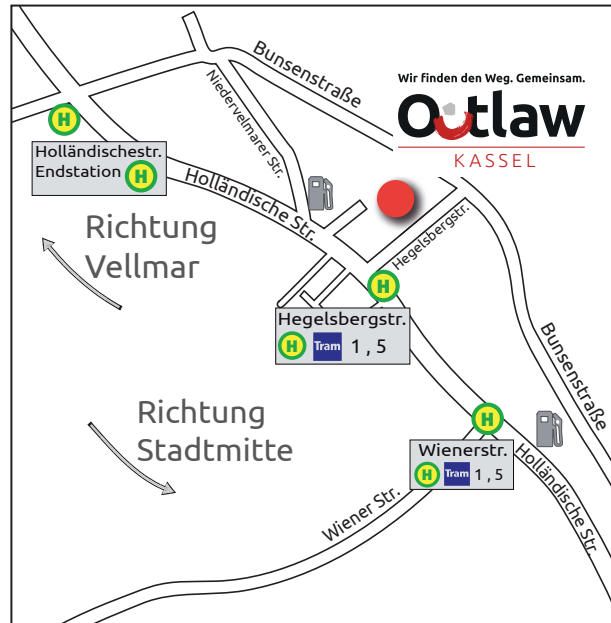 Bunsenstraße
Wir finden den Weg. Gemeinsam.
Outlaw
KASSEL
Niedervelmarer Str.
H
Holländischestr.
Endstation H
Holländische Str.
Richtung
Vellmar
Hegelsbergstr.
H
Hegelsbergstr.
H Tram 1 , 5
Bunsenstraße
Richtung
Stadtmitte
H
Wienerstr.
H Tram 1 , 5
Holländische Str.
Wiener Str.